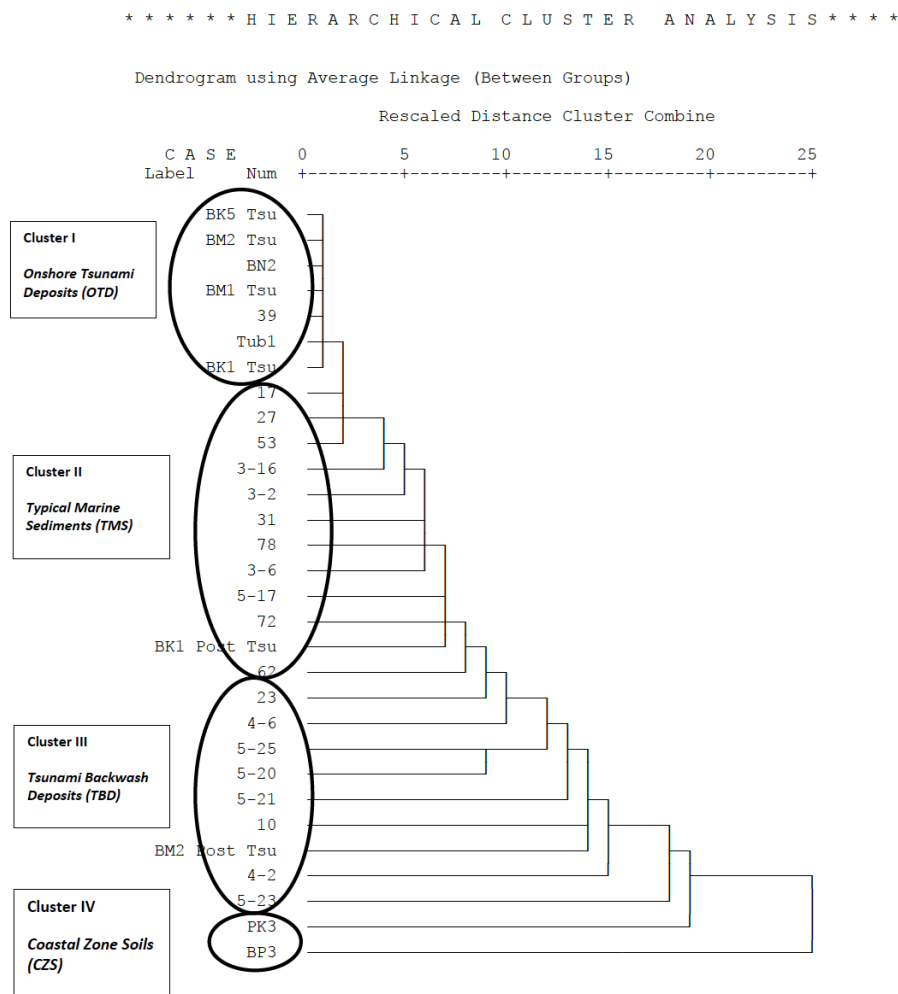 * * * * * * H I E R A R C H I C A L  C L U S T E R   A N A L Y S I S * * * *
Dendrogram using Average Linkage (Between Groups)
Rescaled Distance Cluster Combine
C A S E 0 5 10 15 20 25
Label Num +---------+---------+---------+---------+---------+
BK5 Tsu
Cluster I
BM2 Tsu
BN2
Onshore Tsunami
Deposits (OTD)
BM1 Tsu
39
Tub1
BK1 Tsu
17
27
53
Cluster II
3-16
3-2
Typical Marine
Sediments (TMS)
31
78
3-6
5-17
72
BK1 Post Tsu
62
23
4-6
Cluster III
5-25
5-20
Tsunami Backwash
Deposits (TBD)
5-21
10
BM2 Post Tsu
4-2
5-23
Cluster IV
PK3
Coastal Zone Soils
(CZS)
BP3